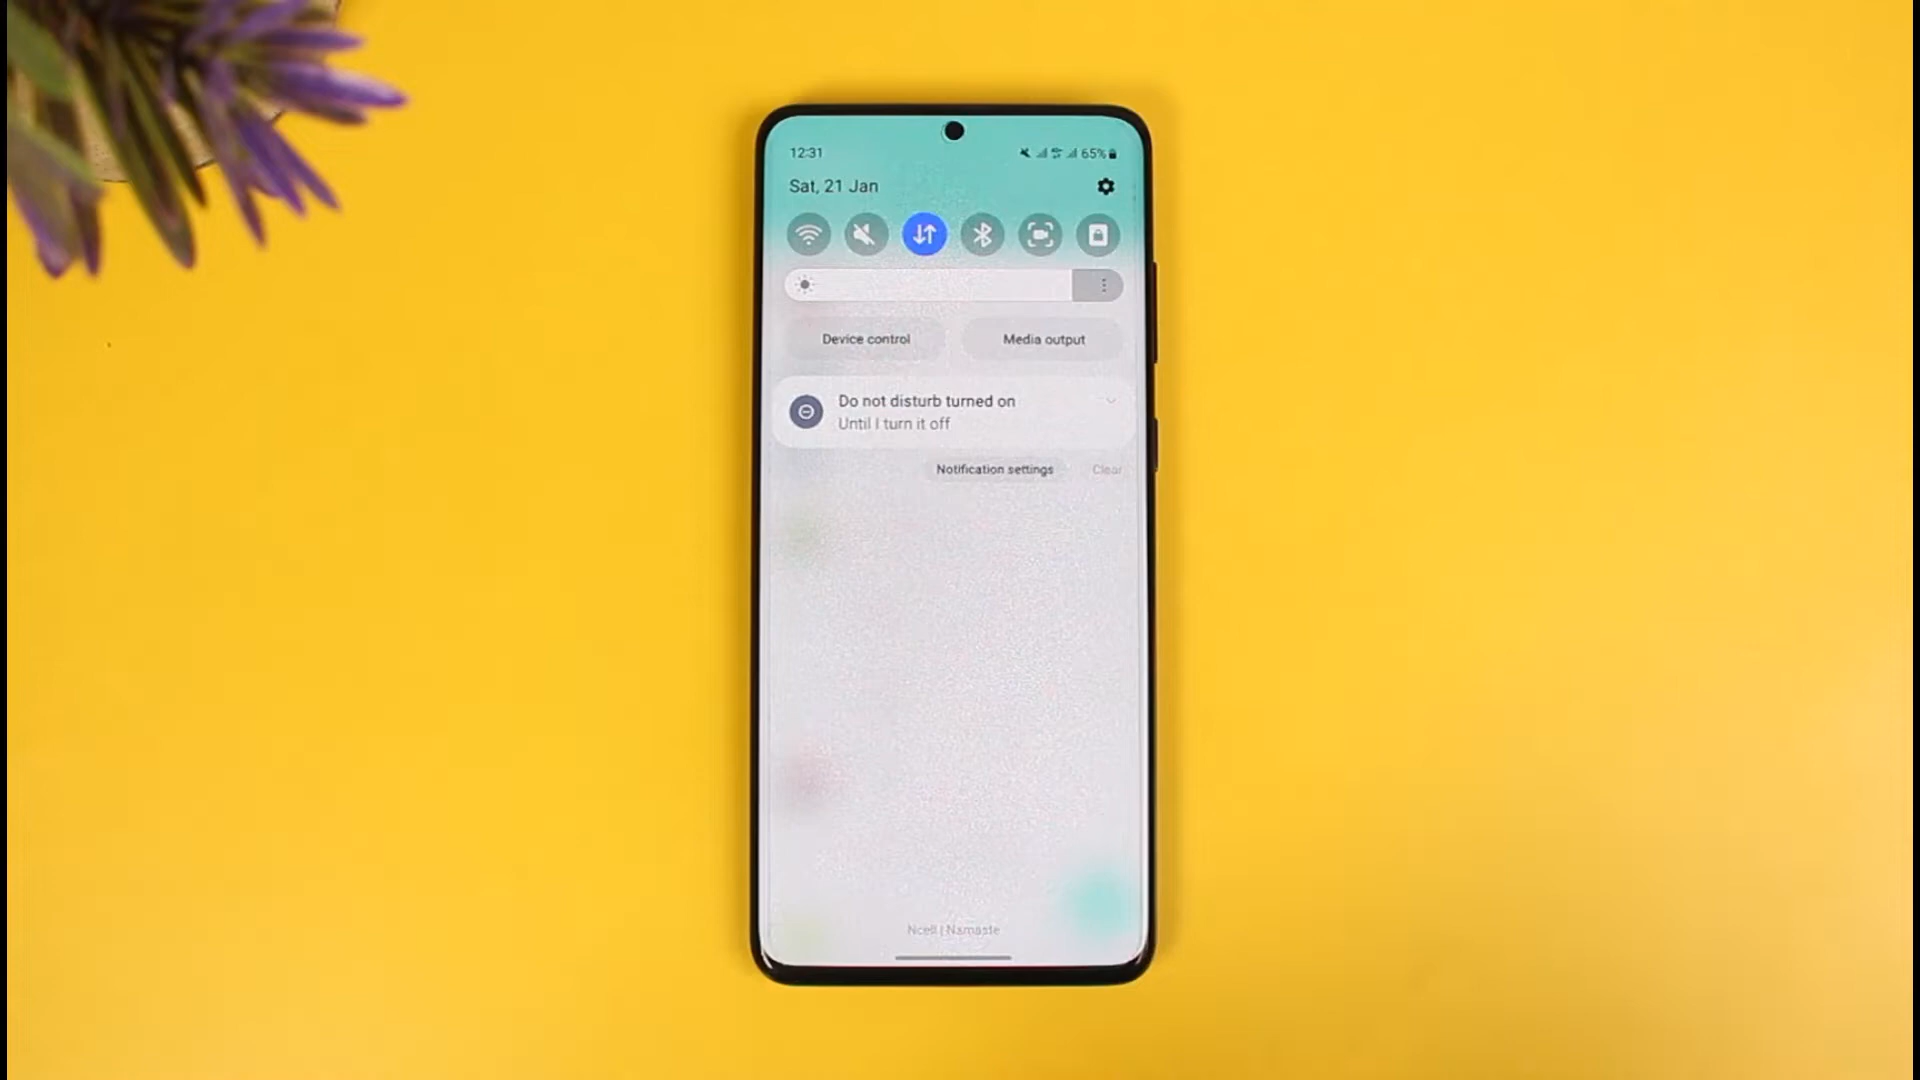 12:31
65%
Sat, 21 Jan
Device control
Media output
Do not disturb turned on
Until I turn it off
Notification settings
Clear
Ncell | Namaste